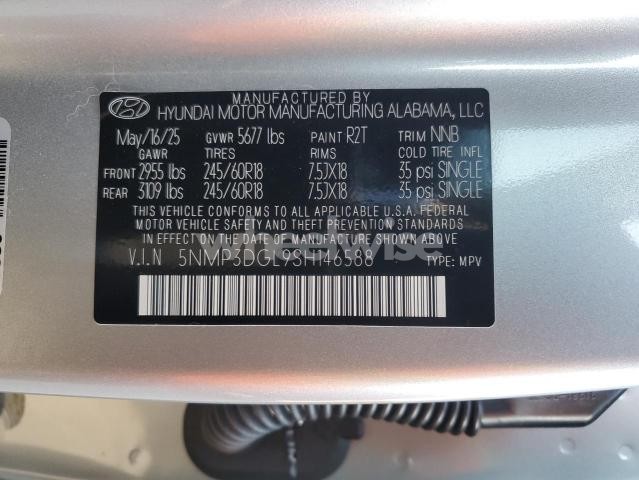 MANUFACTURED BY
HYUNDAI MOTOR MANUFACTURING ALABAMA, LLC
May/16/25 GVWR 5677 lbs PAINT R2T TRIM NNB
GAWR TIRES RIMS COLD TIRE INFL
FRONT 2955 lbs 245/60R18 7.5JX18 35 psi SINGLE
REAR 3109 lbs 245/60R18 7.5JX18 35 psi SINGLE
THIS VEHICLE CONFORMS TO ALL APPLICABLE U.S.A. FEDERAL
MOTOR VEHICLE SAFETY AND THEFT PREVENTION STANDARDS
IN EFFECT ON THE DATE OF MANUFACTURE SHOWN ABOVE.
V.I.N 5NMP3DGL9SH146588 TYPE: MPV